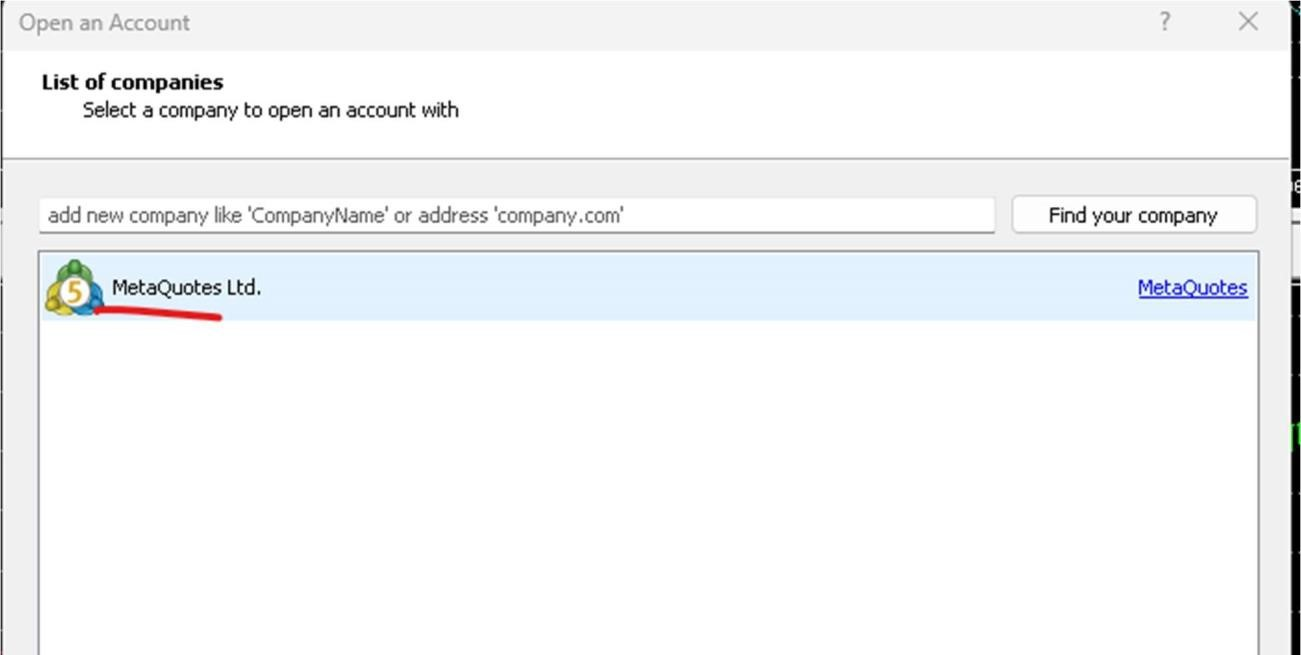 Open an Account ? ×
List of companies
Select a company to open an account with
add new company like 'CompanyName' or address 'company.com' Find your company
5 MetaQuotes Ltd. MetaQuotes